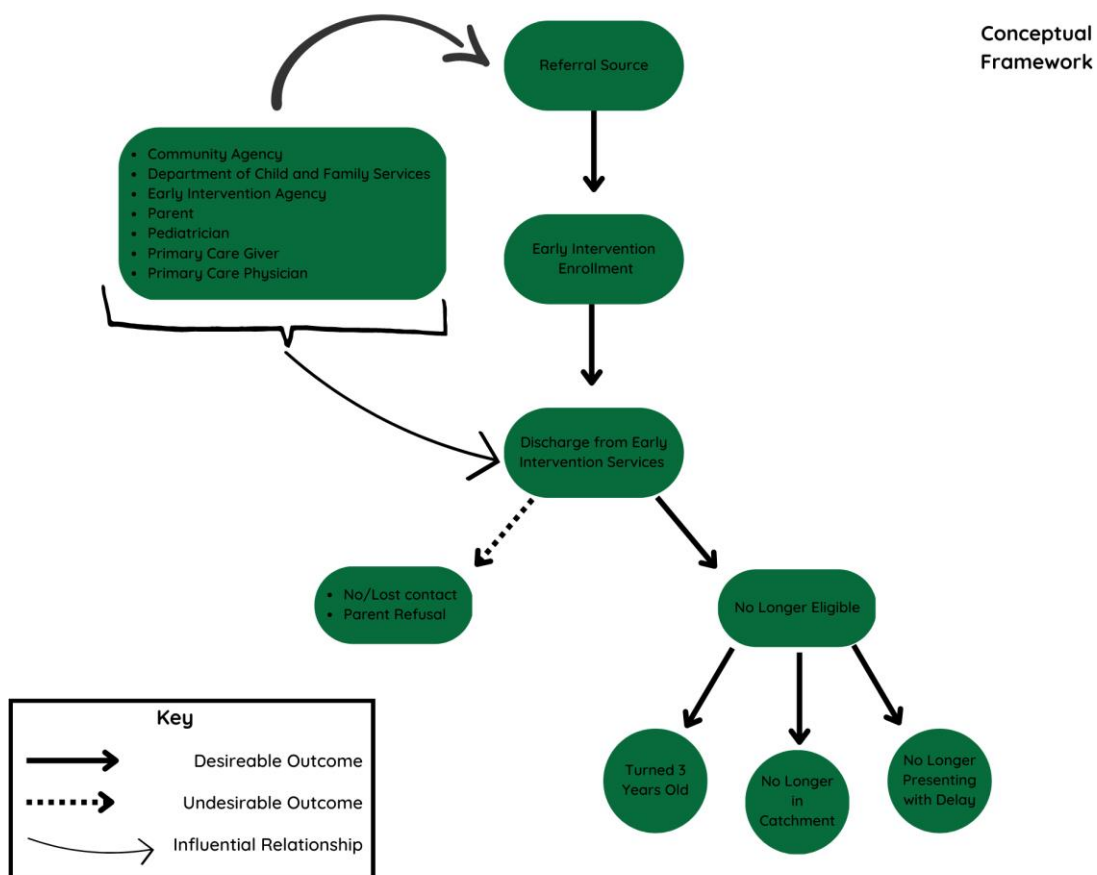 Conceptual
Framework
Referral Source
• Community Agency
• Department of Child and Family Services
• Early Intervention Agency
• Parent
• Pediatrician
• Primary Care Giver
• Primary Care Physician
Early Intervention
Enrollment
Discharge from Early
Intervention Services
• No/Lost contact
• Parent Refusal
No Longer Eligible
Turned 3
Years Old
No Longer
in
Catchment
No Longer
Presenting
with Delay
Key
Desireable Outcome
Undesirable Outcome
Influential Relationship